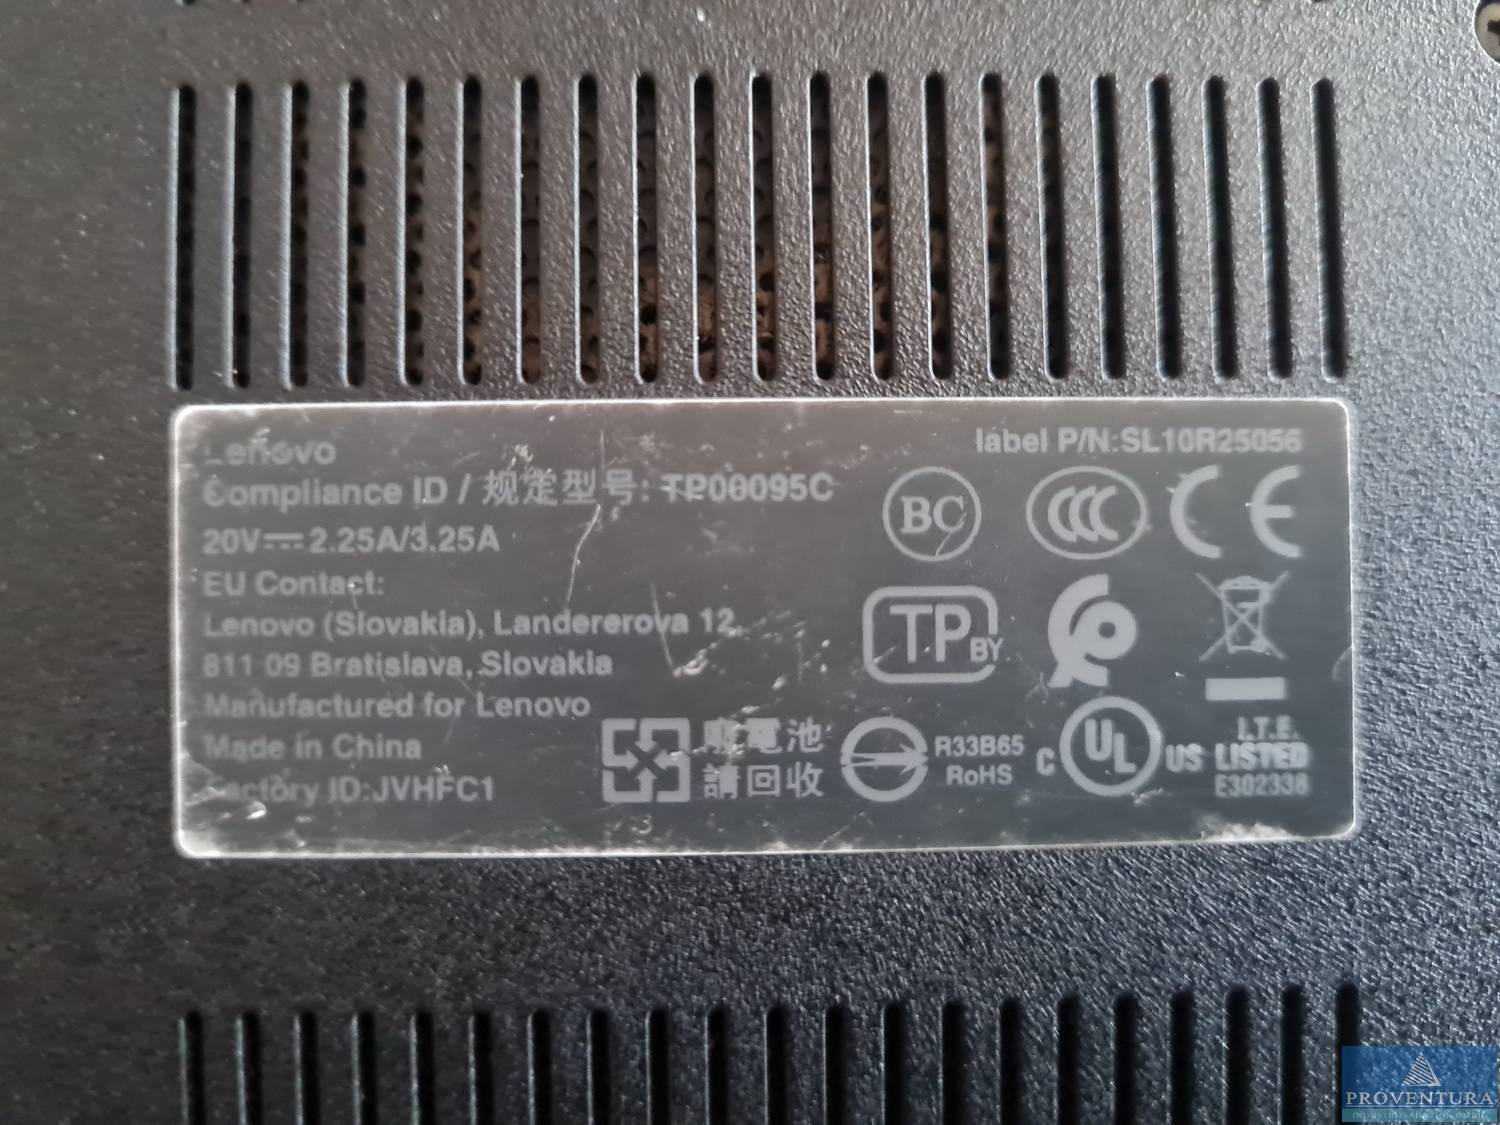 Lenovo
Compliance ID / 规定型号: TP00095C
20V⎓2.25A/3.25A
EU Contact:
Lenovo (Slovakia), Landererova 12,
811 09 Bratislava, Slovakia
Manufactured for Lenovo
Made in China
Factory ID:JVHFC1
label P/N:SL10R25056
BC
CCC
CE
TP BY
廢電池
請回收
R33B65
RoHS
C UL US LISTED
I.T.E.
E302338
PROVENTURA